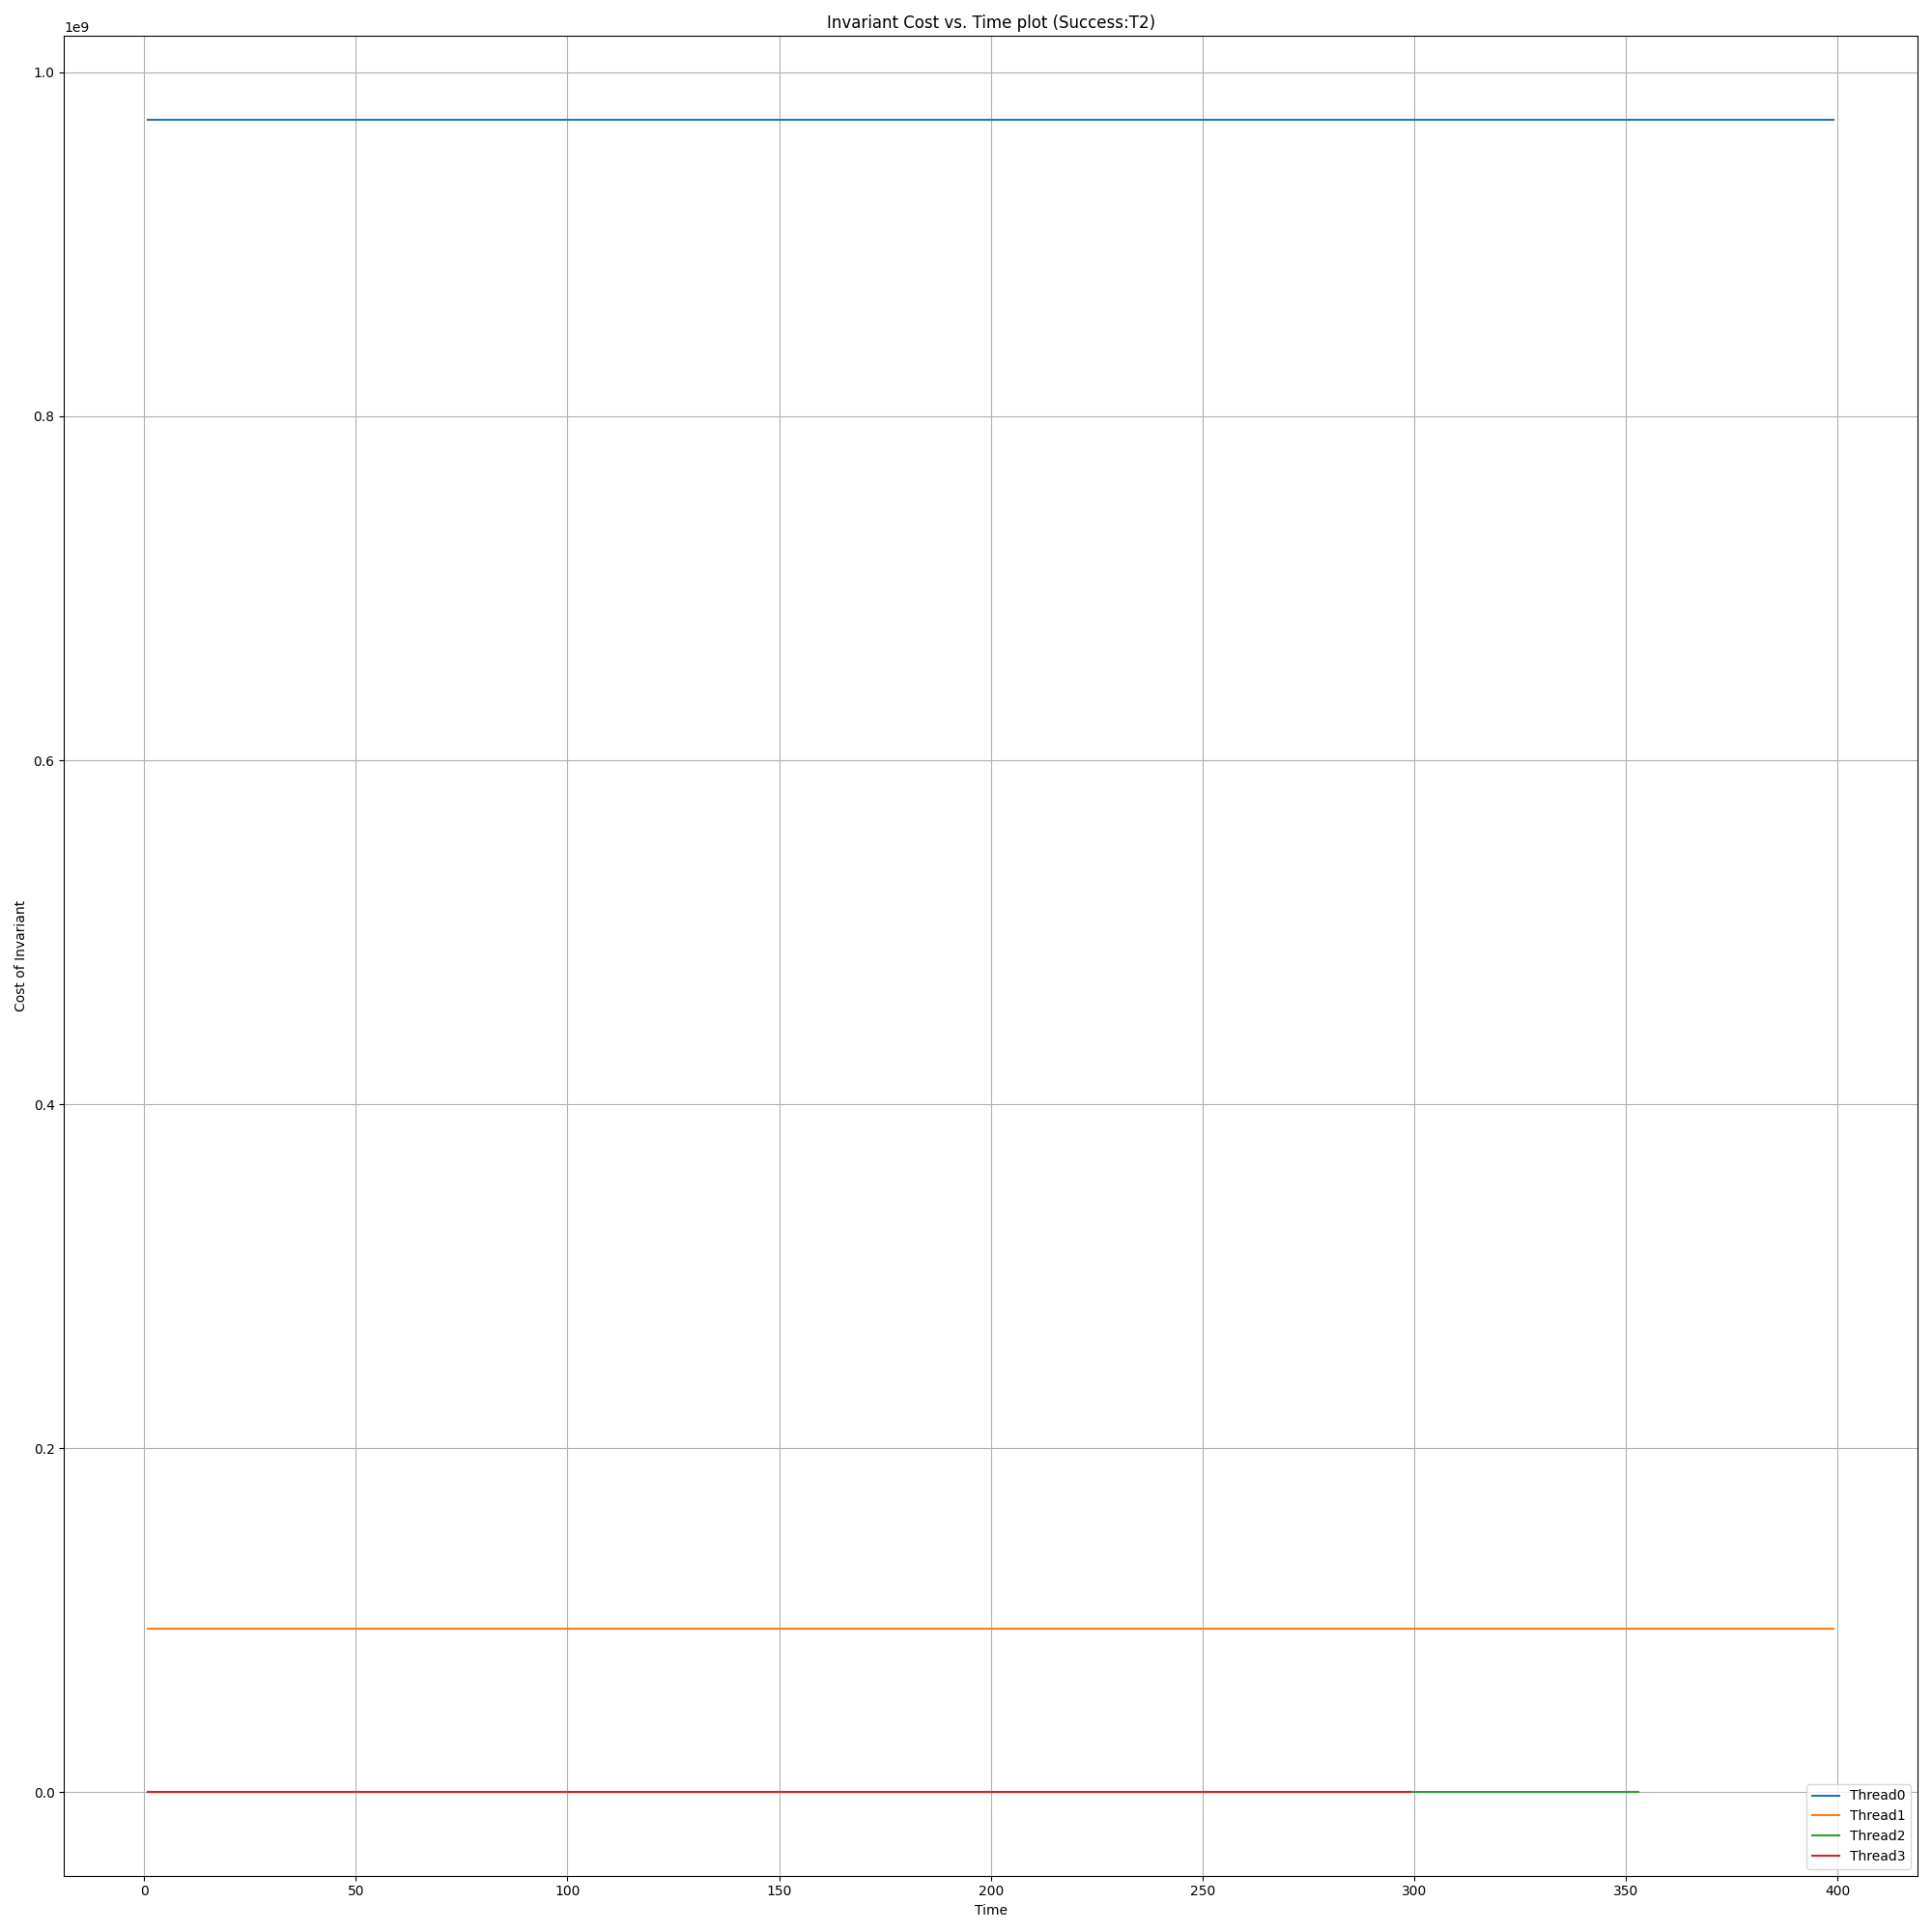 Invariant Cost vs. Time plot (Success:T2)
1e9
1.0
0.8
0.6
0.4
0.2
0.0
Cost of Invariant
0 50 100 150 200 250 300 350 400
Time
Thread0
Thread1
Thread2
Thread3